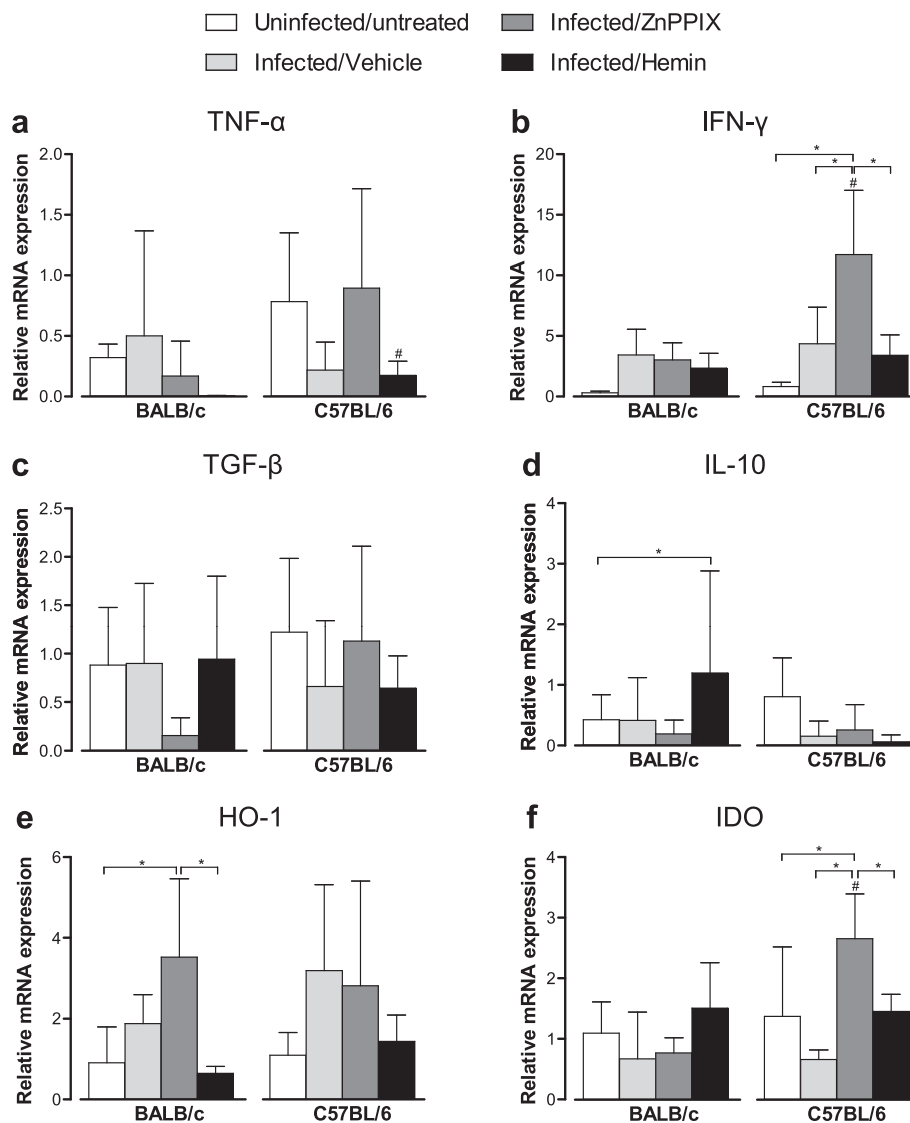 Uninfected/untreated
Infected/ZnPPIX
Infected/Vehicle
Infected/Hemin
a
TNF-α
Relative mRNA expression
2.0
1.5
1.0
0.5
0.0
#
BALB/c
C57BL/6
b
IFN-γ
Relative mRNA expression
20
15
10
5
0
*
* *
#
BALB/c
C57BL/6
c
TGF-β
Relative mRNA expression
2.5
2.0
1.5
1.0
0.5
0.0
BALB/c
C57BL/6
d
IL-10
Relative mRNA expression
4
3
2
1
0
*
BALB/c
C57BL/6
e
HO-1
Relative mRNA expression
6
4
2
0
* *
BALB/c
C57BL/6
f
IDO
Relative mRNA expression
4
3
2
1
0
*
* *
#
BALB/c
C57BL/6